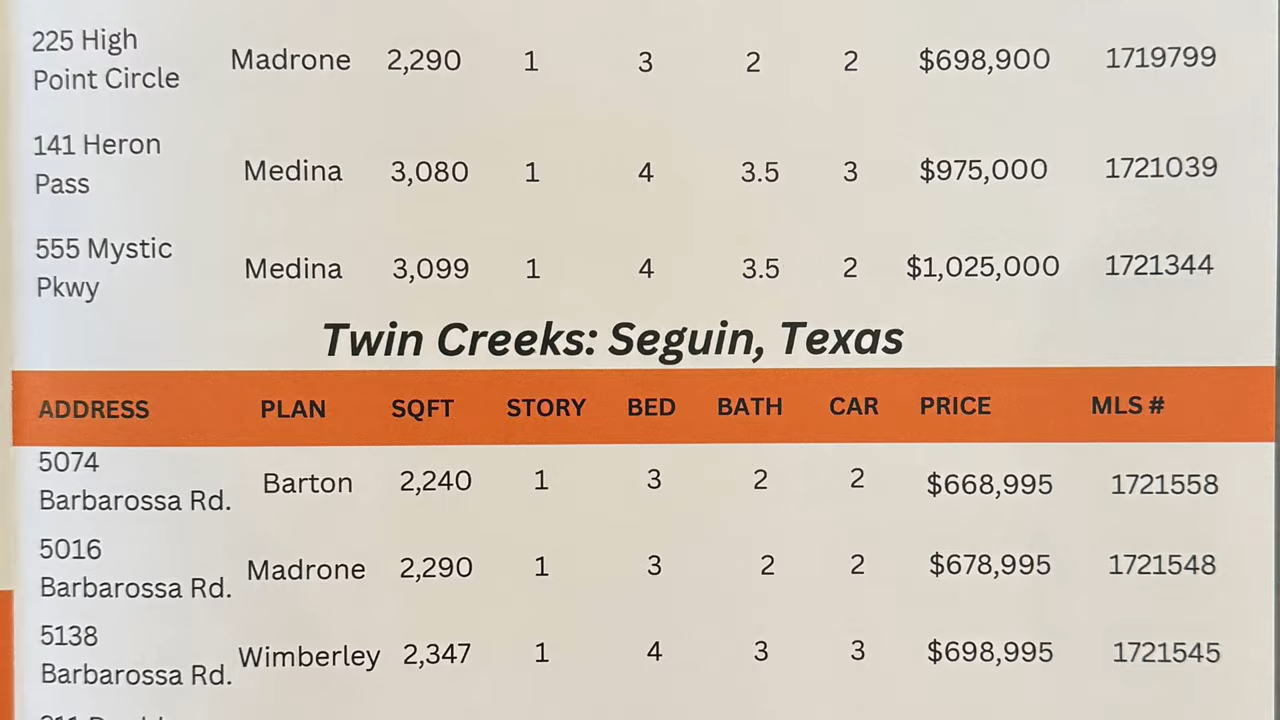 225 High
Point Circle Madrone 2,290 1 3 2 2 $698,900 1719799
141 Heron
Pass Medina 3,080 1 4 3.5 3 $975,000 1721039
555 Mystic
Pkwy Medina 3,099 1 4 3.5 2 $1,025,000 1721344
Twin Creeks: Seguin, Texas
ADDRESS PLAN SQFT STORY BED BATH CAR PRICE MLS #
5074
Barbarossa Rd. Barton 2,240 1 3 2 2 $668,995 1721558
5016
Barbarossa Rd. Madrone 2,290 1 3 2 2 $678,995 1721548
5138
Barbarossa Rd. Wimberley 2,347 1 4 3 3 $698,995 1721545